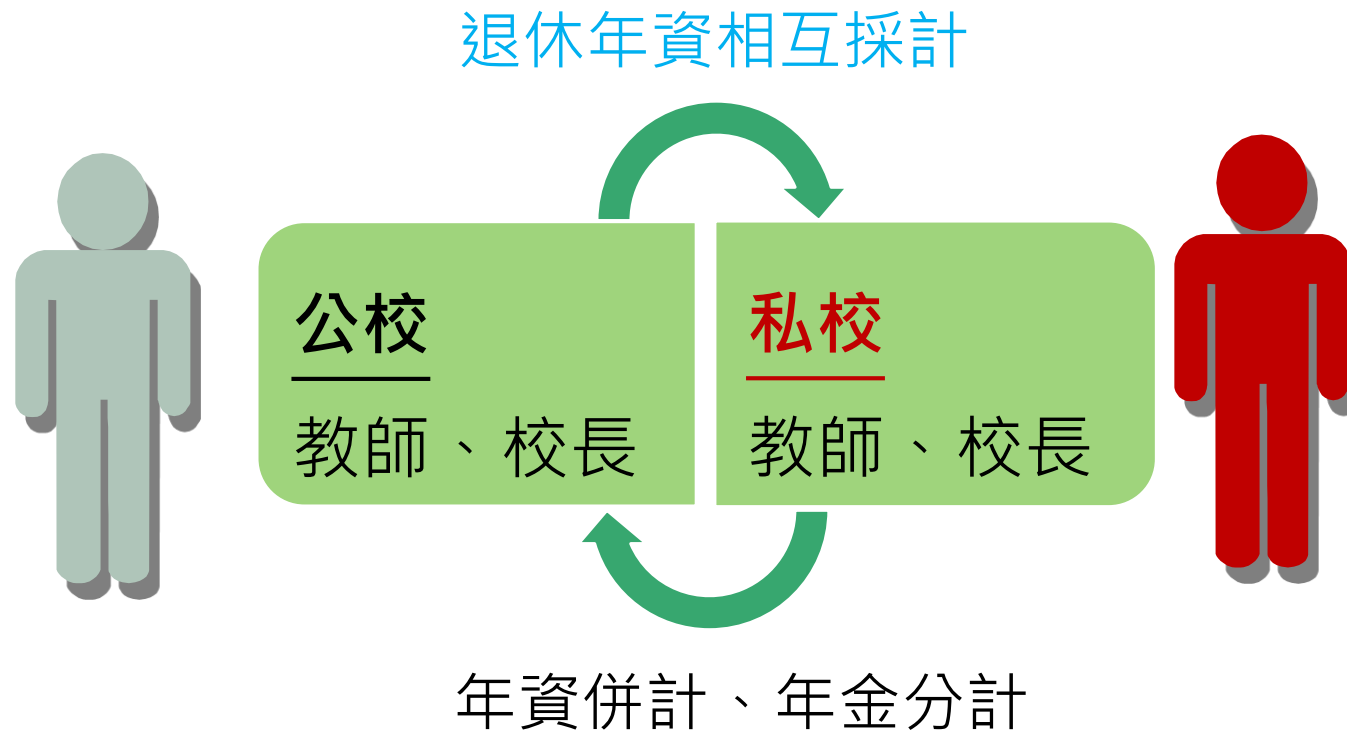 退休年資相互採計
公校
教師、校長
私校
教師、校長
年資併計、年金分計